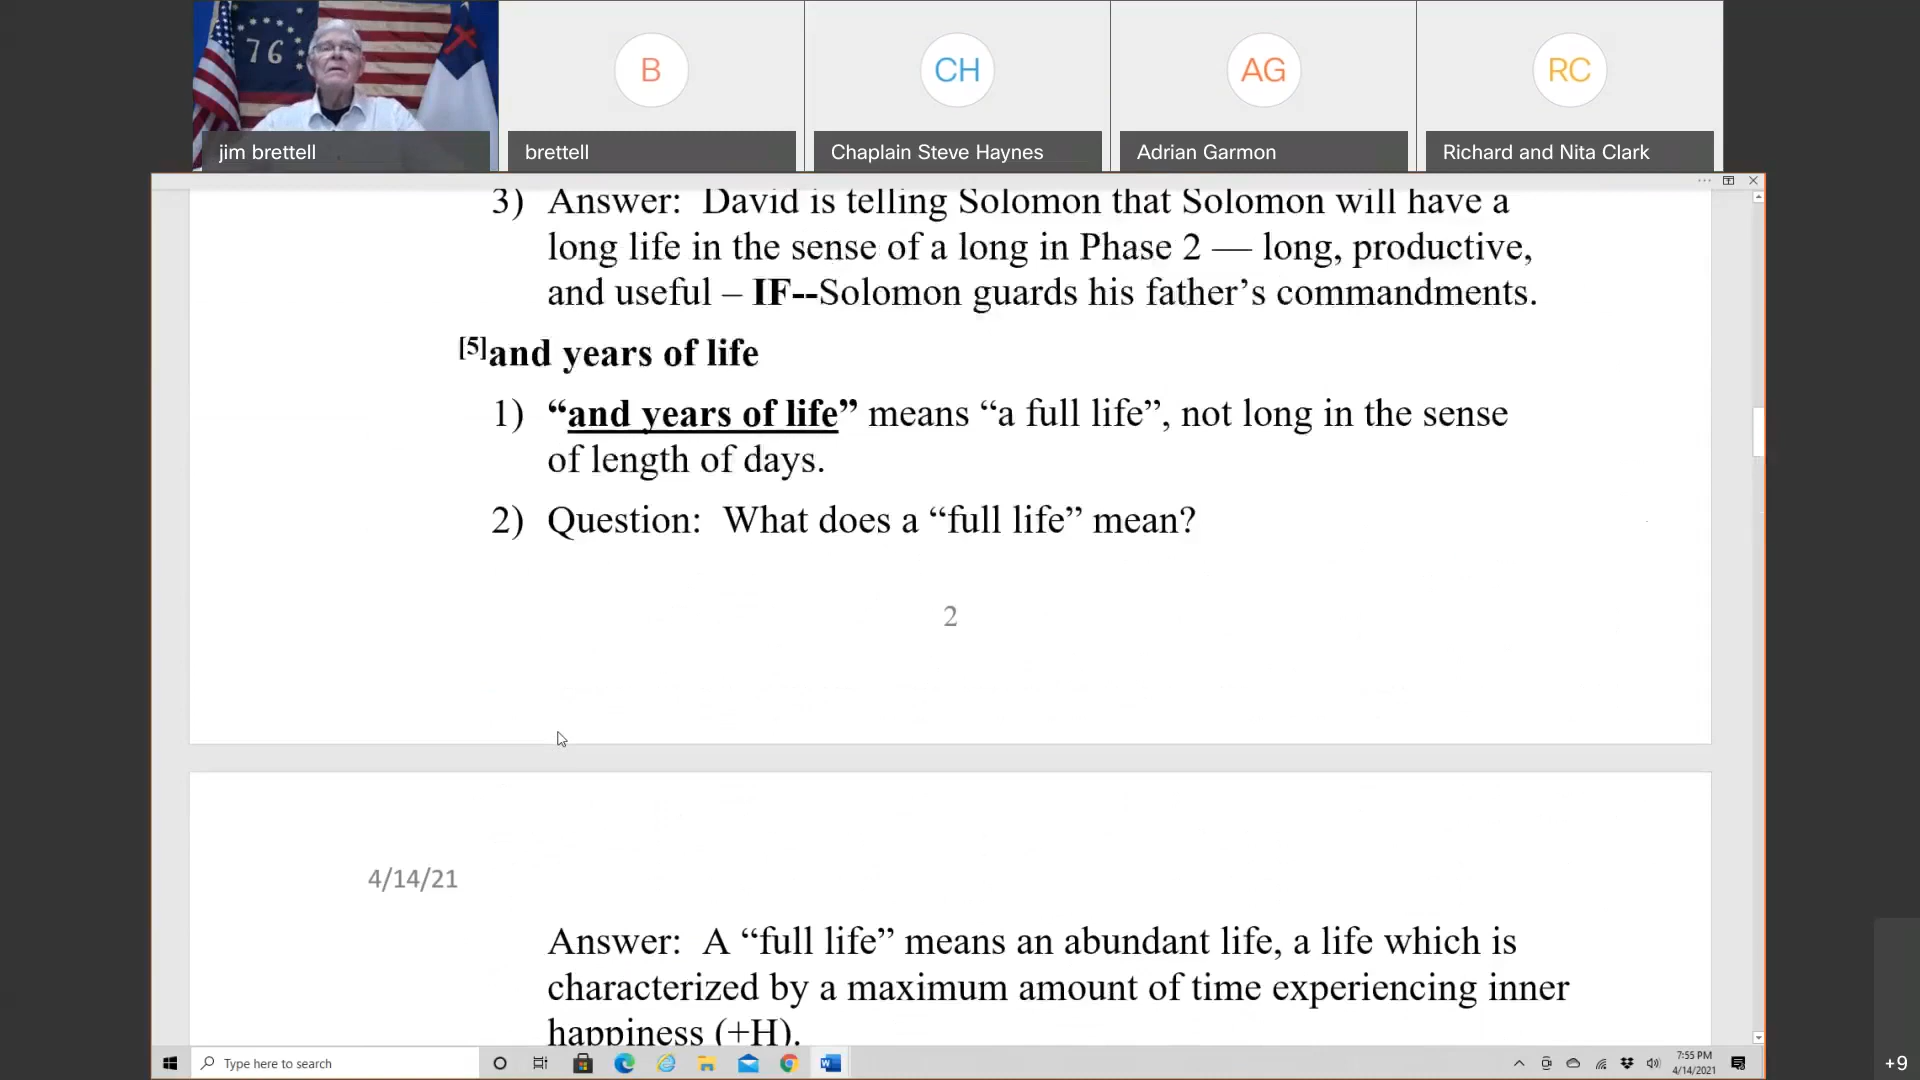 76
B
CH
AG
RC
jim brettell
brettell
Chaplain Steve Haynes
Adrian Garmon
Richard and Nita Clark
3) Answer: David is telling Solomon that Solomon will have a
long life in the sense of a long in Phase 2 — long, productive,
and useful – IF--Solomon guards his father’s commandments.
[5]and years of life
1) “and years of life” means “a full life”, not long in the sense
of length of days.
2) Question: What does a “full life” mean?
2
4/14/21
Answer: A “full life” means an abundant life, a life which is
characterized by a maximum amount of time experiencing inner
happiness (+H).
Type here to search
7:55 PM
4/14/2021
+9